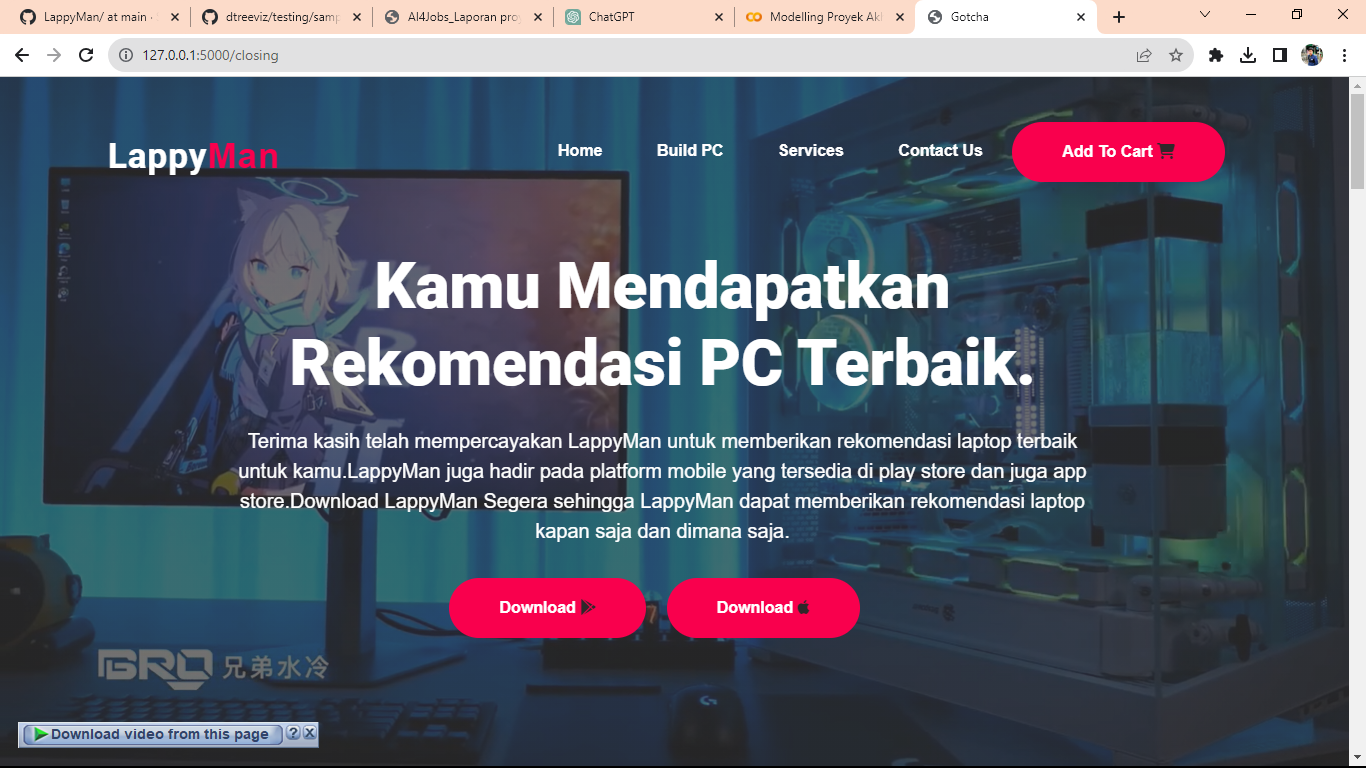 LappyMan/ at main ·
dtreeviz/testing/samp
AI4Jobs_Laporan pro
ChatGPT
Modelling Proyek Ak
Gotcha
127.0.0.1:5000/closing
LappyMan
Home
Build PC
Services
Contact Us
Add To Cart
Kamu Mendapatkan
Rekomendasi PC Terbaik.
Terima kasih telah mempercayakan LappyMan untuk memberikan rekomendasi laptop terbaik
untuk kamu.LappyMan juga hadir pada platform mobile yang tersedia di play store dan juga app
store.Download LappyMan Segera sehingga LappyMan dapat memberikan rekomendasi laptop
kapan saja dan dimana saja.
Download
Download
BRO 兄弟水冷
Download video from this page
?